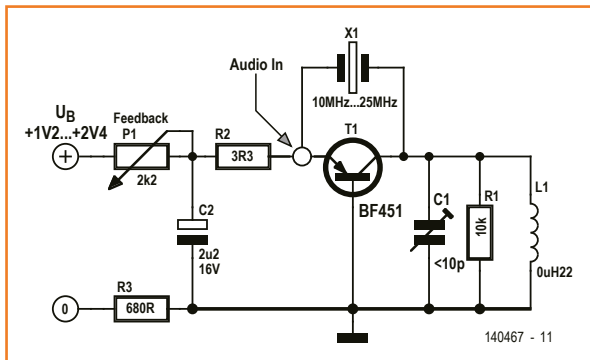 X1
Audio In
10MHz...25MHz
UB
+1V2...+2V4
Feedback
P1
2k2
R2
3R3
T1
BF451
C1
<10p
R1
10k
L1
0uH22
C2
2u2
16V
R3
680R
0
140467 - 11